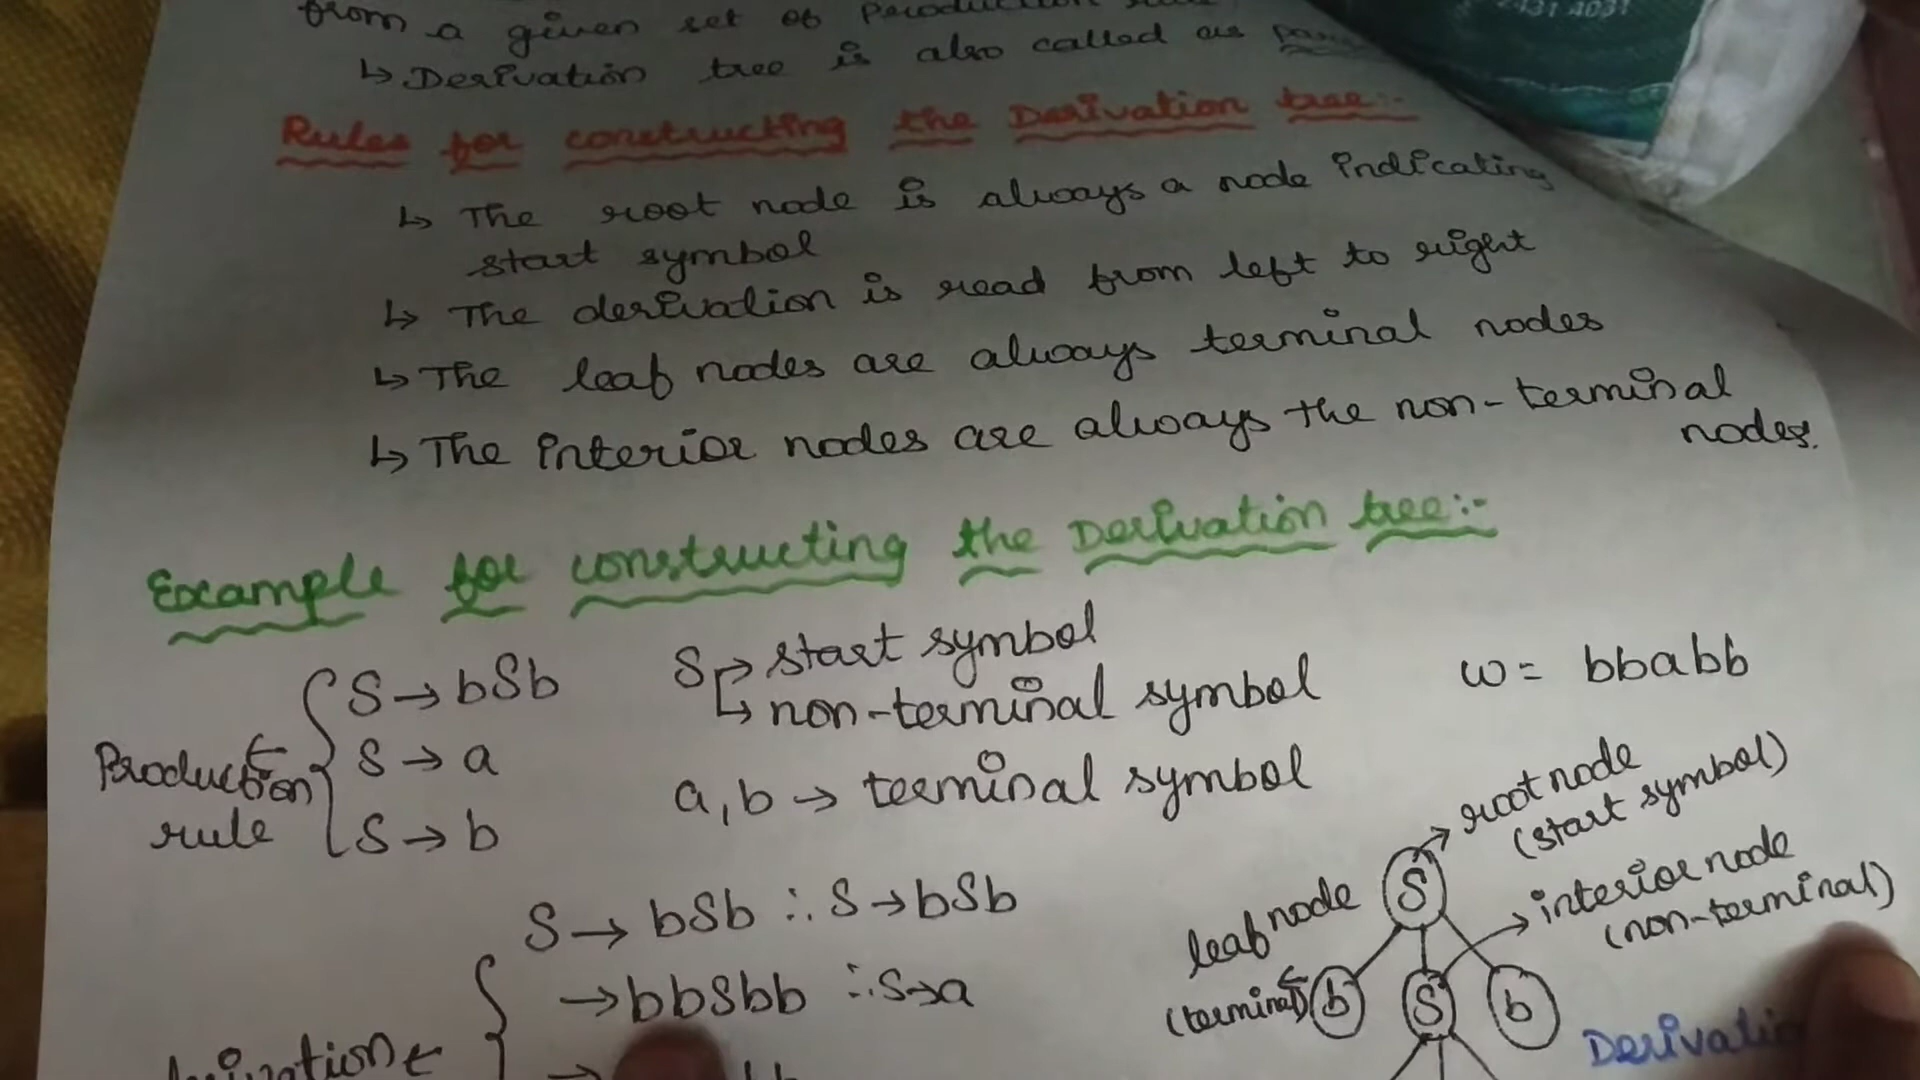 from a given set of Production
↳ Derivation tree is also called as
2431 4031
Rules for constructing the Derivation tree:-
↳ The root node is always a node indicating
start symbol
↳ The derivation is read from left to right
↳ The leaf nodes are always terminal nodes
↳ The interior nodes are always the non-terminal
nodes.
Example for constructing the Derivation tree:-
S → bSb
S → a
S → b
Production
rule
S → start symbol
↳ non-terminal symbol
a, b → terminal symbol
w = bbabb
S → bSb ∴ S → bSb
→ bbSbb ∴ S → a
→
root node
(start symbol)
S
interior node
(non-terminal)
leaf node
(terminal)
b S b